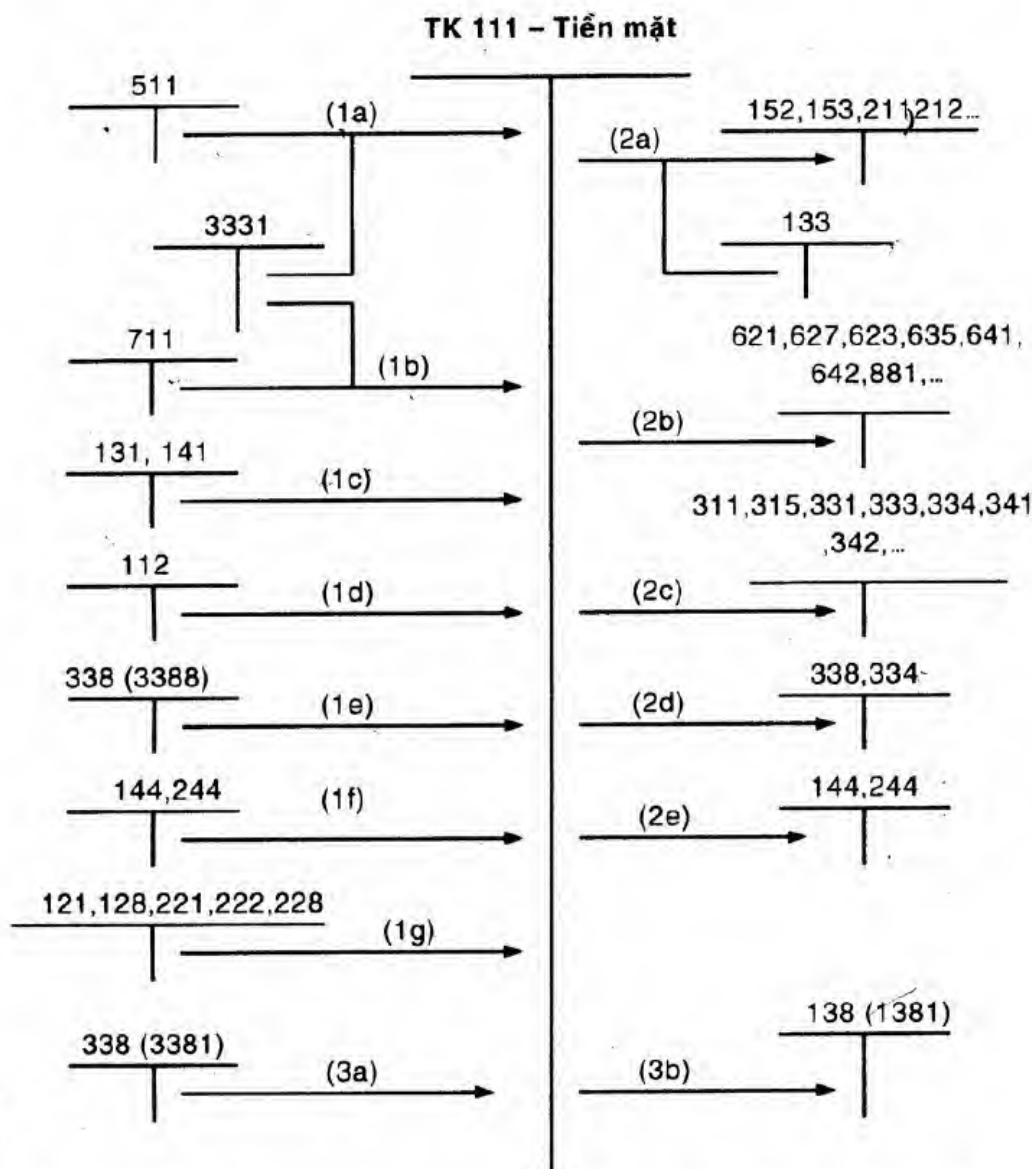 TK 111 – Tiền mặt
511
(1a)
152,153,211,212...
(2a)
3331
133
711
(1b)
621,627,623,635,641,
642,881,...
(2b)
131, 141
(1c)
311,315,331,333,334,341
,342,...
112
(1d)
(2c)
338 (3388)
(1e)
338,334
(2d)
144,244
(1f)
144,244
(2e)
121,128,221,222,228
(1g)
338 (3381)
(3a)
138 (1381)
(3b)